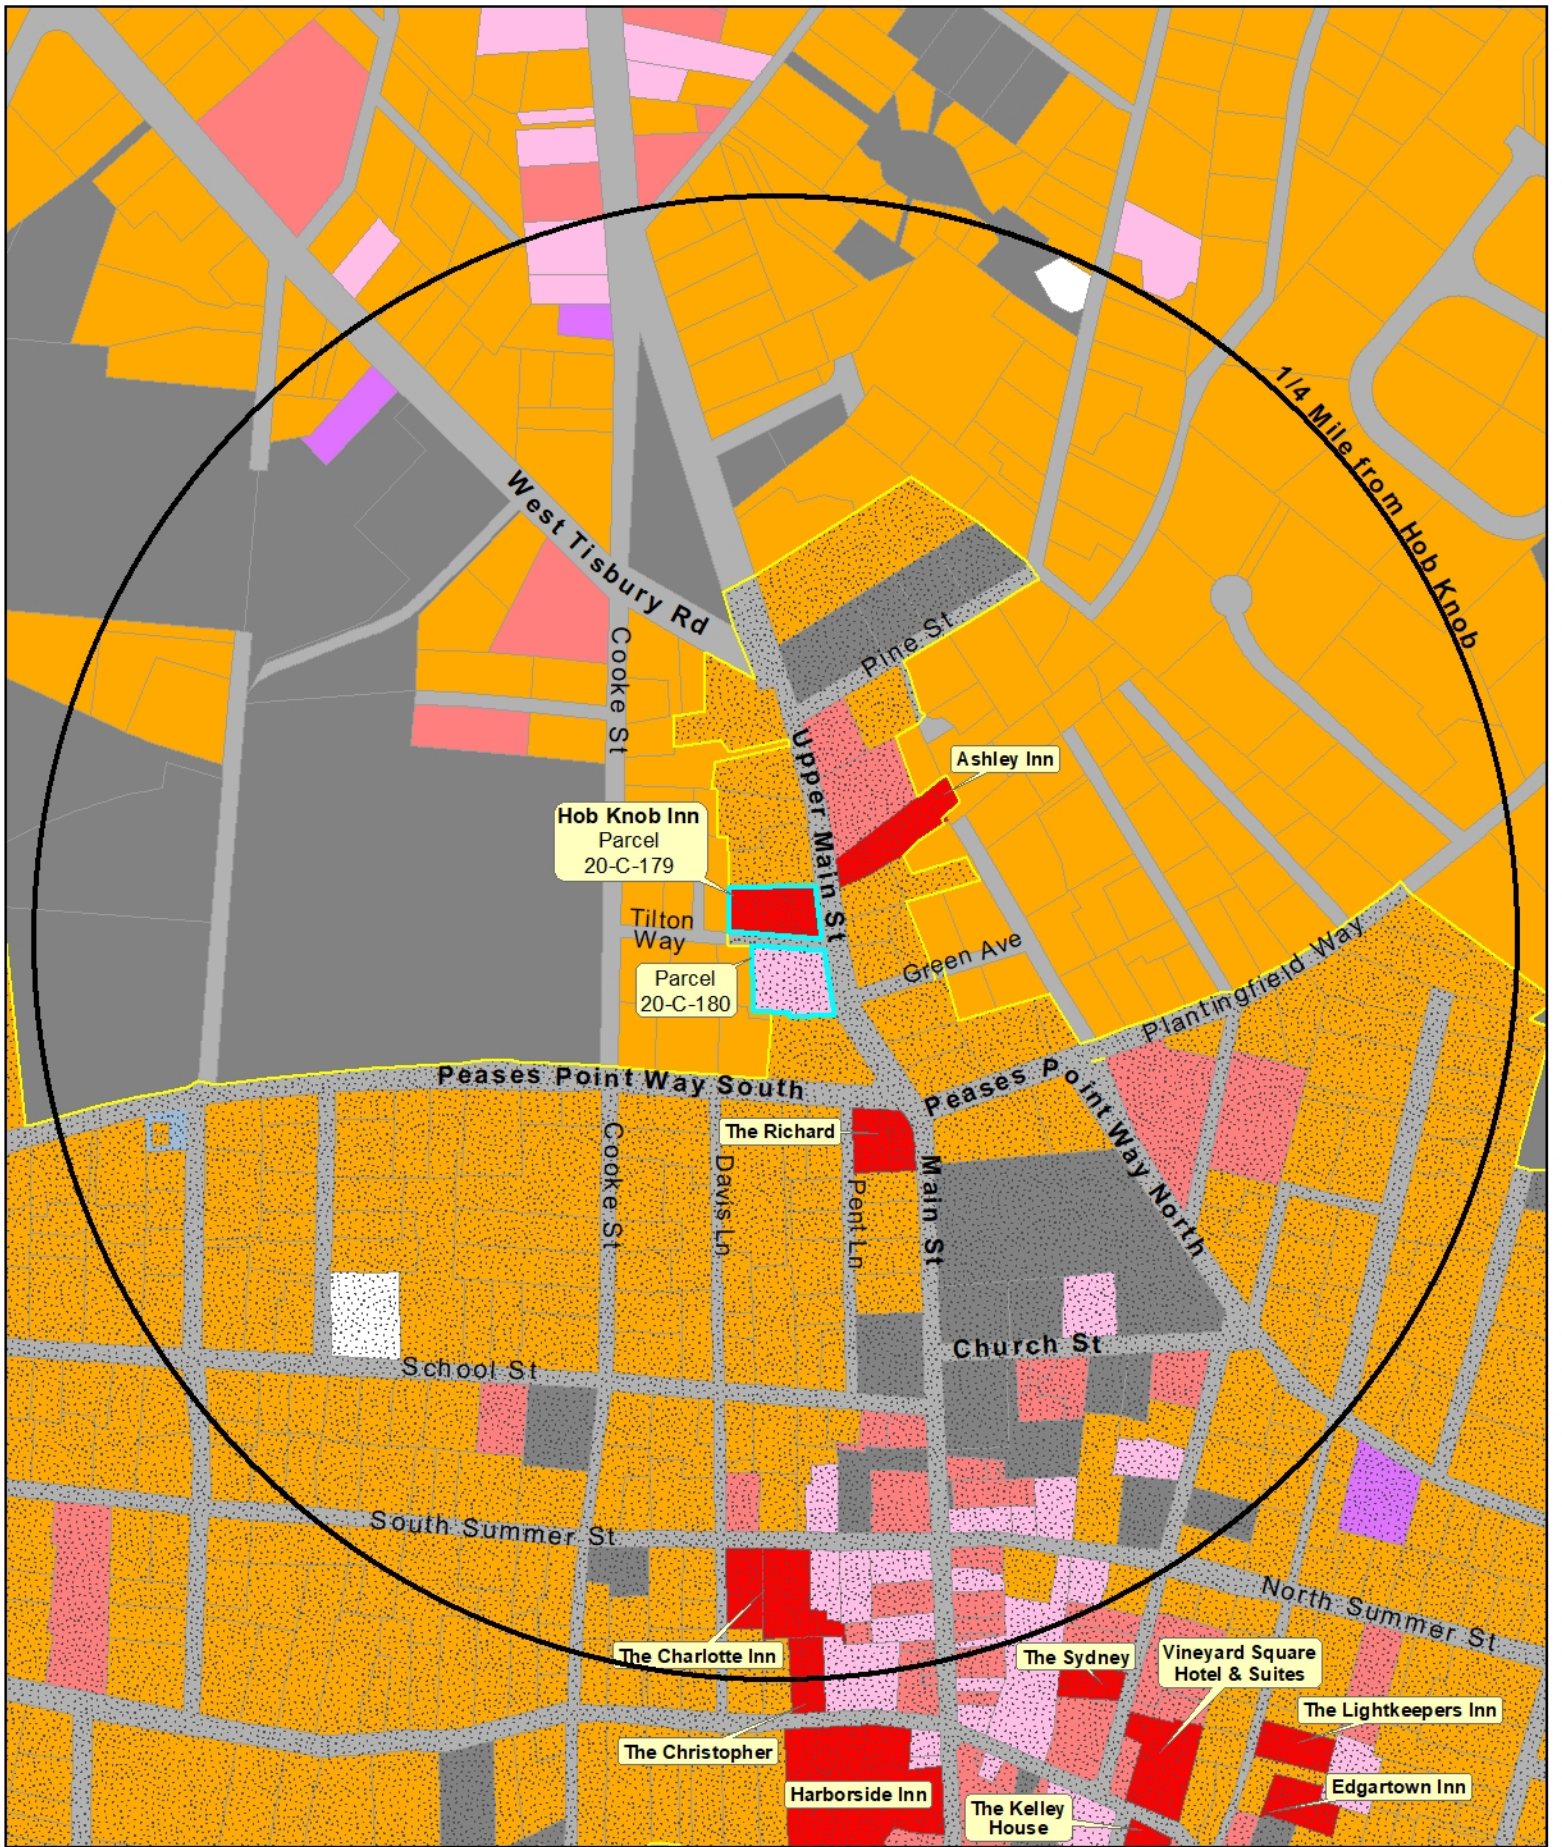 1/4 Mile from Hob Knob
West Tisbury Rd
Cooke St
Pine St
Upper Main St
Ashley Inn
Hob Knob Inn
Parcel
20-C-179
Tilton
Way
Green Ave
Parcel
20-C-180
Plantingfield Way
Peases Point Way South
Peases Point Way North
The Richard
Cooke St
Davis Ln
Pent Ln
Main St
Church St
School St
South Summer St
North Summer St
The Charlotte Inn
The Sydney
Vineyard Square
Hotel & Suites
The Lightkeepers Inn
The Christopher
Harborside Inn
Edgartown Inn
The Kelley
House